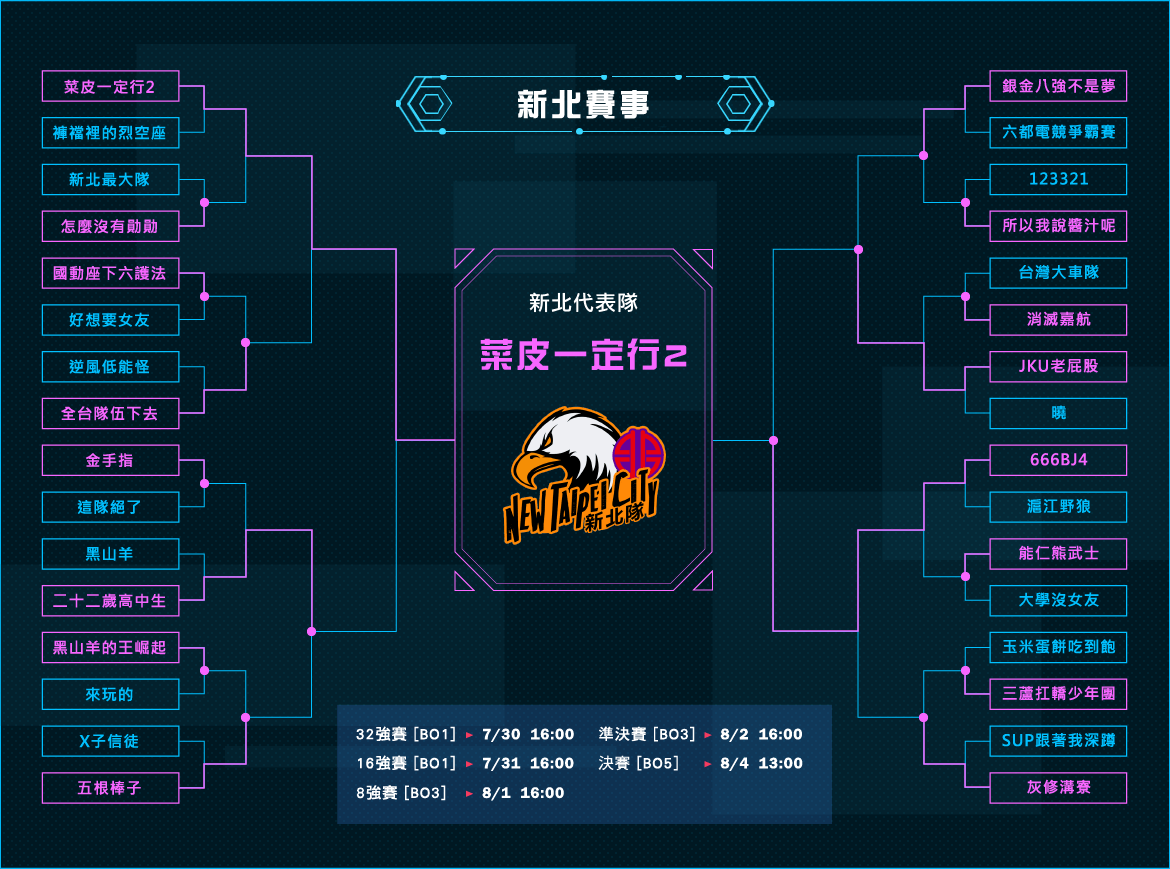 新北賽事
菜皮一定行2
褲襠裡的烈空座
新北最大隊
怎麼沒有勛勛
國動座下六護法
好想要女友
逆風低能怪
全台隊伍下去
金手指
這隊絕了
黑山羊
二十二歲高中生
黑山羊的王崛起
來玩的
X子信徒
五根棒子
新北代表隊
菜皮一定行2
NEW TAIPEI CITY
新北隊
銀金八強不是夢
六都電競爭霸賽
123321
所以我說醬汁呢
台灣大車隊
消滅嘉航
JKU老屁股
曉
666BJ4
滬江野狼
能仁熊武士
大學沒女友
玉米蛋餅吃到飽
三蘆扛轎少年團
SUP跟著我深蹲
灰修溝寮
32強賽 [BO1] ► 7/30 16:00
16強賽 [BO1] ► 7/31 16:00
8強賽 [BO3] ► 8/1 16:00
準決賽 [BO3] ► 8/2 16:00
決賽 [BO5] ► 8/4 13:00